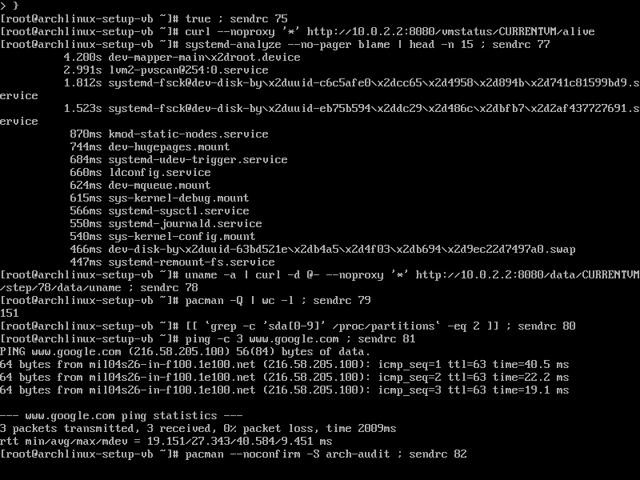 > }
[root@archlinux-setup-vb ~]# true ; sendrc 75
[root@archlinux-setup-vb ~]# curl --noproxy '*' http://10.0.2.2:8080/vmstatus/CURRENTVM/alive
[root@archlinux-setup-vb ~]# systemd-analyze --no-pager blame | head -n 15 ; sendrc 77
4.200s dev-mapper-main\x2droot.device
2.991s lvm2-pvscan@254:0.service
1.812s systemd-fsck@dev-disk-by\x2duuid-c6c5afe0\x2dcc65\x2d4958\x2d894b\x2d741c81599bd9.s
ervice
1.523s systemd-fsck@dev-disk-by\x2duuid-eb75b594\x2ddc29\x2d486c\x2dbfb7\x2d2af437727691.s
ervice
870ms kmod-static-nodes.service
744ms dev-hugepages.mount
684ms systemd-udev-trigger.service
660ms ldconfig.service
624ms dev-mqueue.mount
615ms sys-kernel-debug.mount
566ms systemd-sysctl.service
550ms systemd-journald.service
540ms sys-kernel-config.mount
466ms dev-disk-by\x2duuid-63bd521e\x2db4a5\x2d4f03\x2db694\x2d9ec22d7497a0.swap
447ms systemd-remount-fs.service
[root@archlinux-setup-vb ~]# uname -a | curl -d @- --noproxy '*' http://10.0.2.2:8080/data/CURRENTVM
/step/78/data/uname ; sendrc 78
[root@archlinux-setup-vb ~]# pacman -Q | wc -l ; sendrc 79
151
[root@archlinux-setup-vb ~]# [[ `grep -c 'sda[0-9]' /proc/partitions` -eq 2 ]] ; sendrc 80
[root@archlinux-setup-vb ~]# ping -c 3 www.google.com ; sendrc 81
PING www.google.com (216.58.205.100) 56(84) bytes of data.
64 bytes from mil04s26-in-f100.1e100.net (216.58.205.100): icmp_seq=1 ttl=63 time=40.5 ms
64 bytes from mil04s26-in-f100.1e100.net (216.58.205.100): icmp_seq=2 ttl=63 time=22.2 ms
64 bytes from mil04s26-in-f100.1e100.net (216.58.205.100): icmp_seq=3 ttl=63 time=19.1 ms

--- www.google.com ping statistics ---
3 packets transmitted, 3 received, 0% packet loss, time 2009ms
rtt min/avg/max/mdev = 19.151/27.343/40.584/9.451 ms
[root@archlinux-setup-vb ~]# pacman --noconfirm -S arch-audit ; sendrc 82